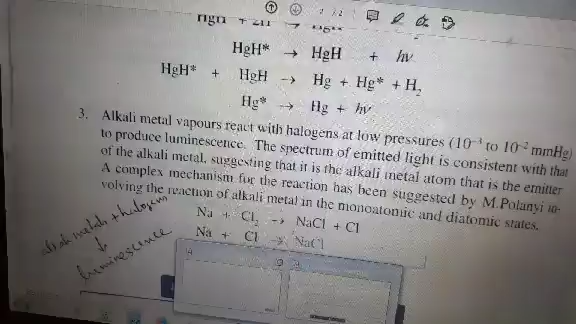 HgH* → HgH + hν
HgH* + HgH → Hg + Hg* + H₂
Hg* → Hg + hν
3. Alkali metal vapours react with halogens at low pressures (10⁻³ to 10⁻² mmHg)
to produce luminescence. The spectrum of emitted light is consistent with that
of the alkali metal, suggesting that it is the alkali metal atom that is the emitter
A complex mechanism for the reaction has been suggested by M.Polanyi in-
volving the reaction of alkali metal in the monoatomic and diatomic states.
Na + Cl₂ → NaCl + Cl
Na + Cl → NaCl
alkali metals + halogens
↓
luminescence